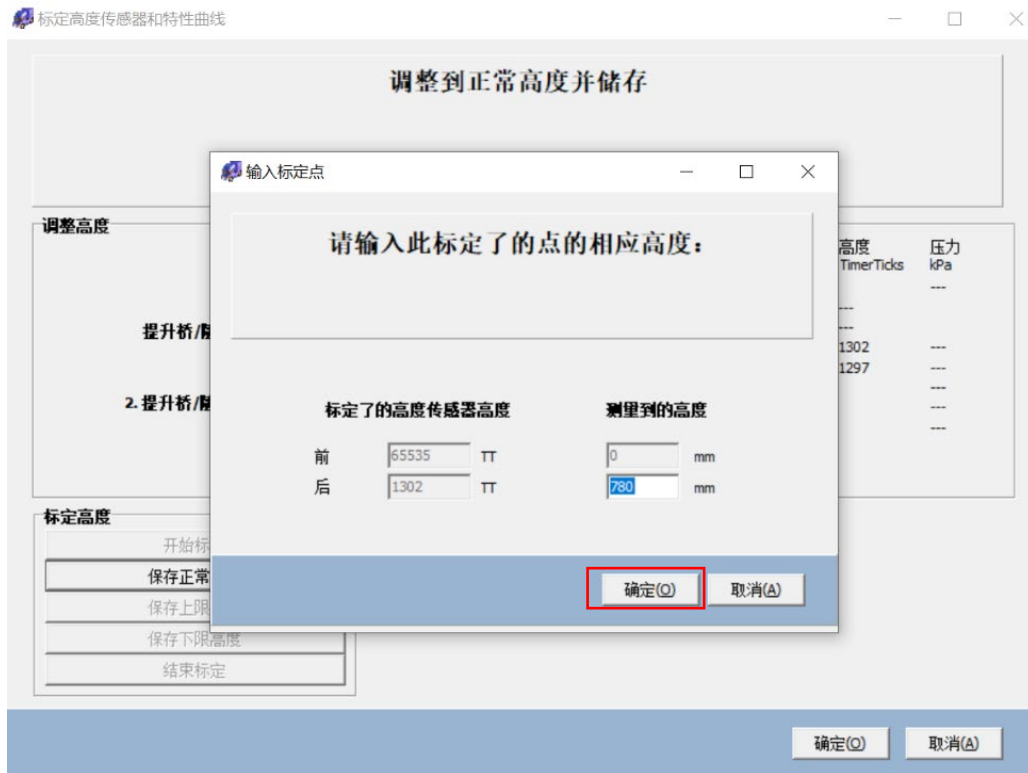 标定高度传感器和特性曲线
调整到正常高度并储存
输入标定点
请输入此标定了的点的相应高度：
调整高度
高度 压力
TimerTicks kPa
---
---
提升桥/
---
1302 ---
1297 ---
---
2. 提升桥/
---
---
标定了的高度传感器高度 测量到的高度
前 65535 TT 0 mm
后 1302 TT 780 mm
标定高度
开始标
保存正常
保存上限
保存下限高度
结束标定
确定(O) 取消(A)
确定(O) 取消(A)